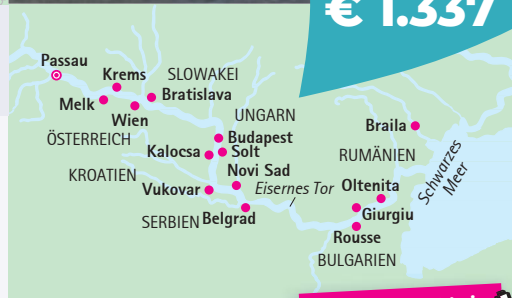 € 1.337
Passau
Krems
SLOWAKEI
Melk
Bratislava
Wien
UNGARN
ÖSTERREICH
Budapest
Braila
Kalocsa
Solt
RUMÄNIEN
Schwarzes
Meer
KROATIEN
Novi Sad
Vukovar
Eisernes Tor
Oltenita
SERBIEN
Belgrad
Giurgiu
Rousse
BULGARIEN